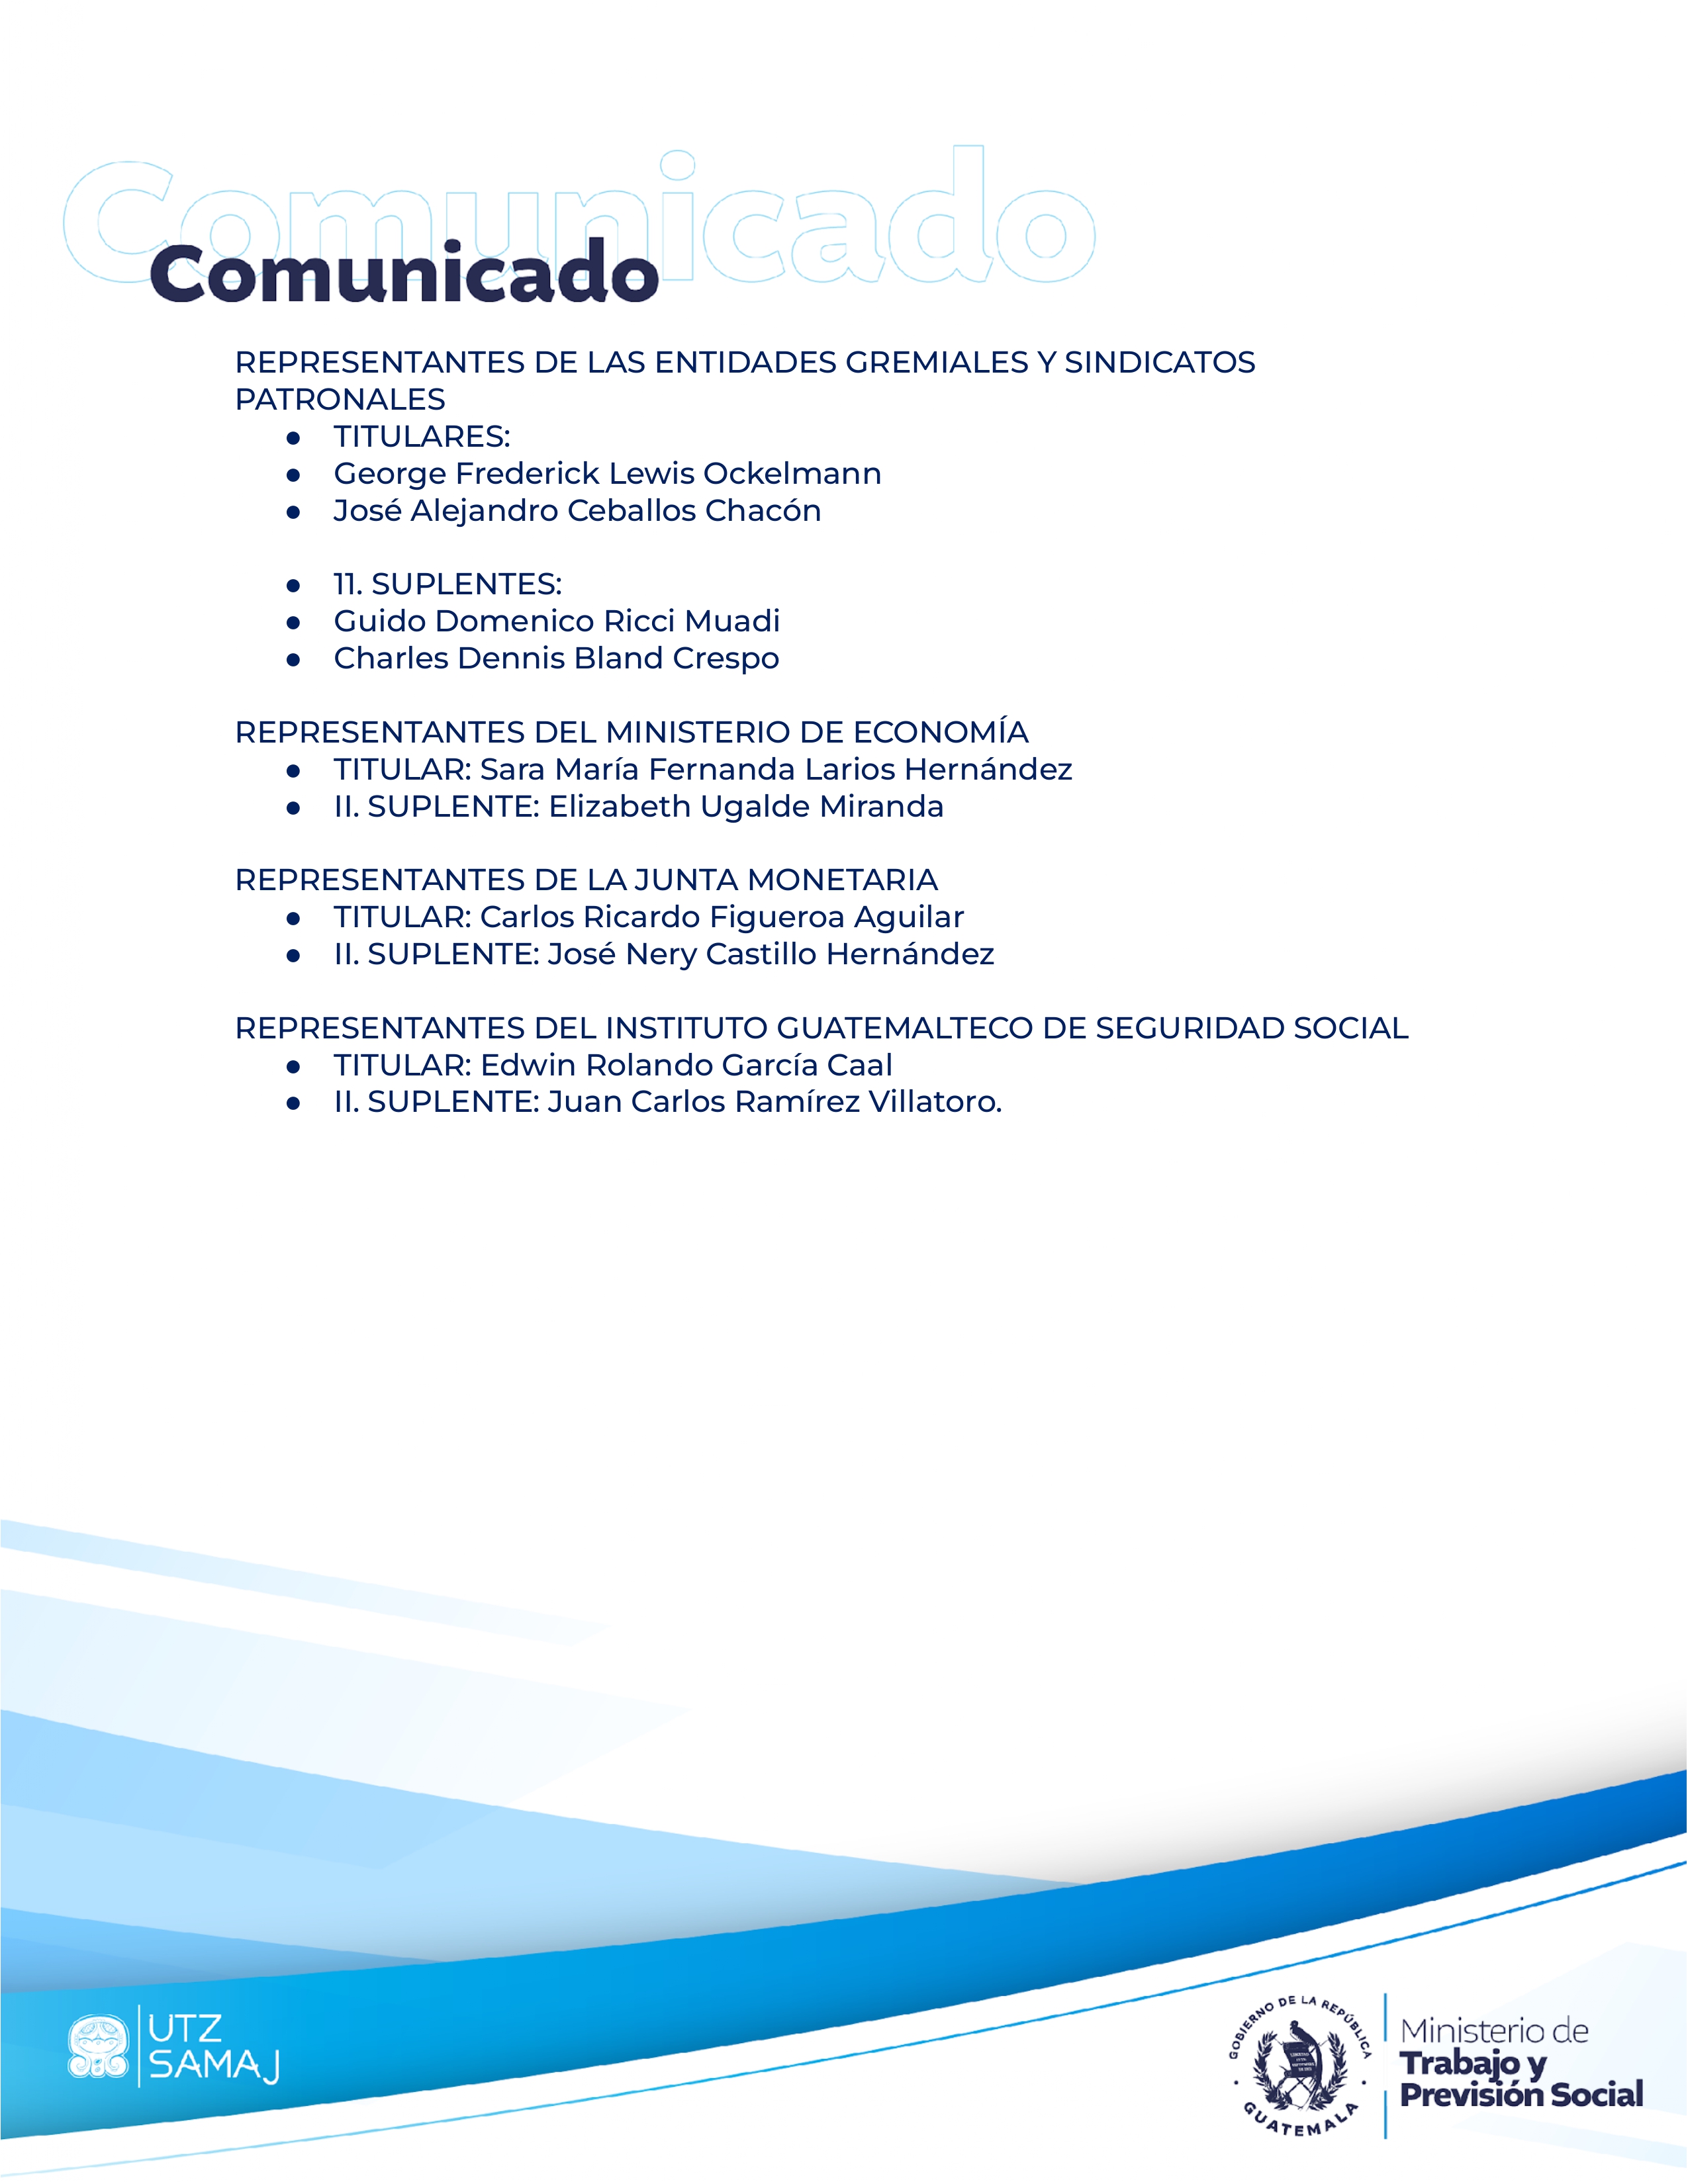 Comunicado
Comunicado
REPRESENTANTES DE LAS ENTIDADES GREMIALES Y SINDICATOS
PATRONALES
● TITULARES:
● George Frederick Lewis Ockelmann
● José Alejandro Ceballos Chacón
● 11. SUPLENTES:
● Guido Domenico Ricci Muadi
● Charles Dennis Bland Crespo
REPRESENTANTES DEL MINISTERIO DE ECONOMÍA
● TITULAR: Sara María Fernanda Larios Hernández
● II. SUPLENTE: Elizabeth Ugalde Miranda
REPRESENTANTES DE LA JUNTA MONETARIA
● TITULAR: Carlos Ricardo Figueroa Aguilar
● II. SUPLENTE: José Nery Castillo Hernández
REPRESENTANTES DEL INSTITUTO GUATEMALTECO DE SEGURIDAD SOCIAL
● TITULAR: Edwin Rolando García Caal
● II. SUPLENTE: Juan Carlos Ramírez Villatoro.
UTZ
SAMAJ
GOBIERNO DE LA REPÚBLICA
GUATEMALA
Ministerio de
Trabajo y
Previsión Social